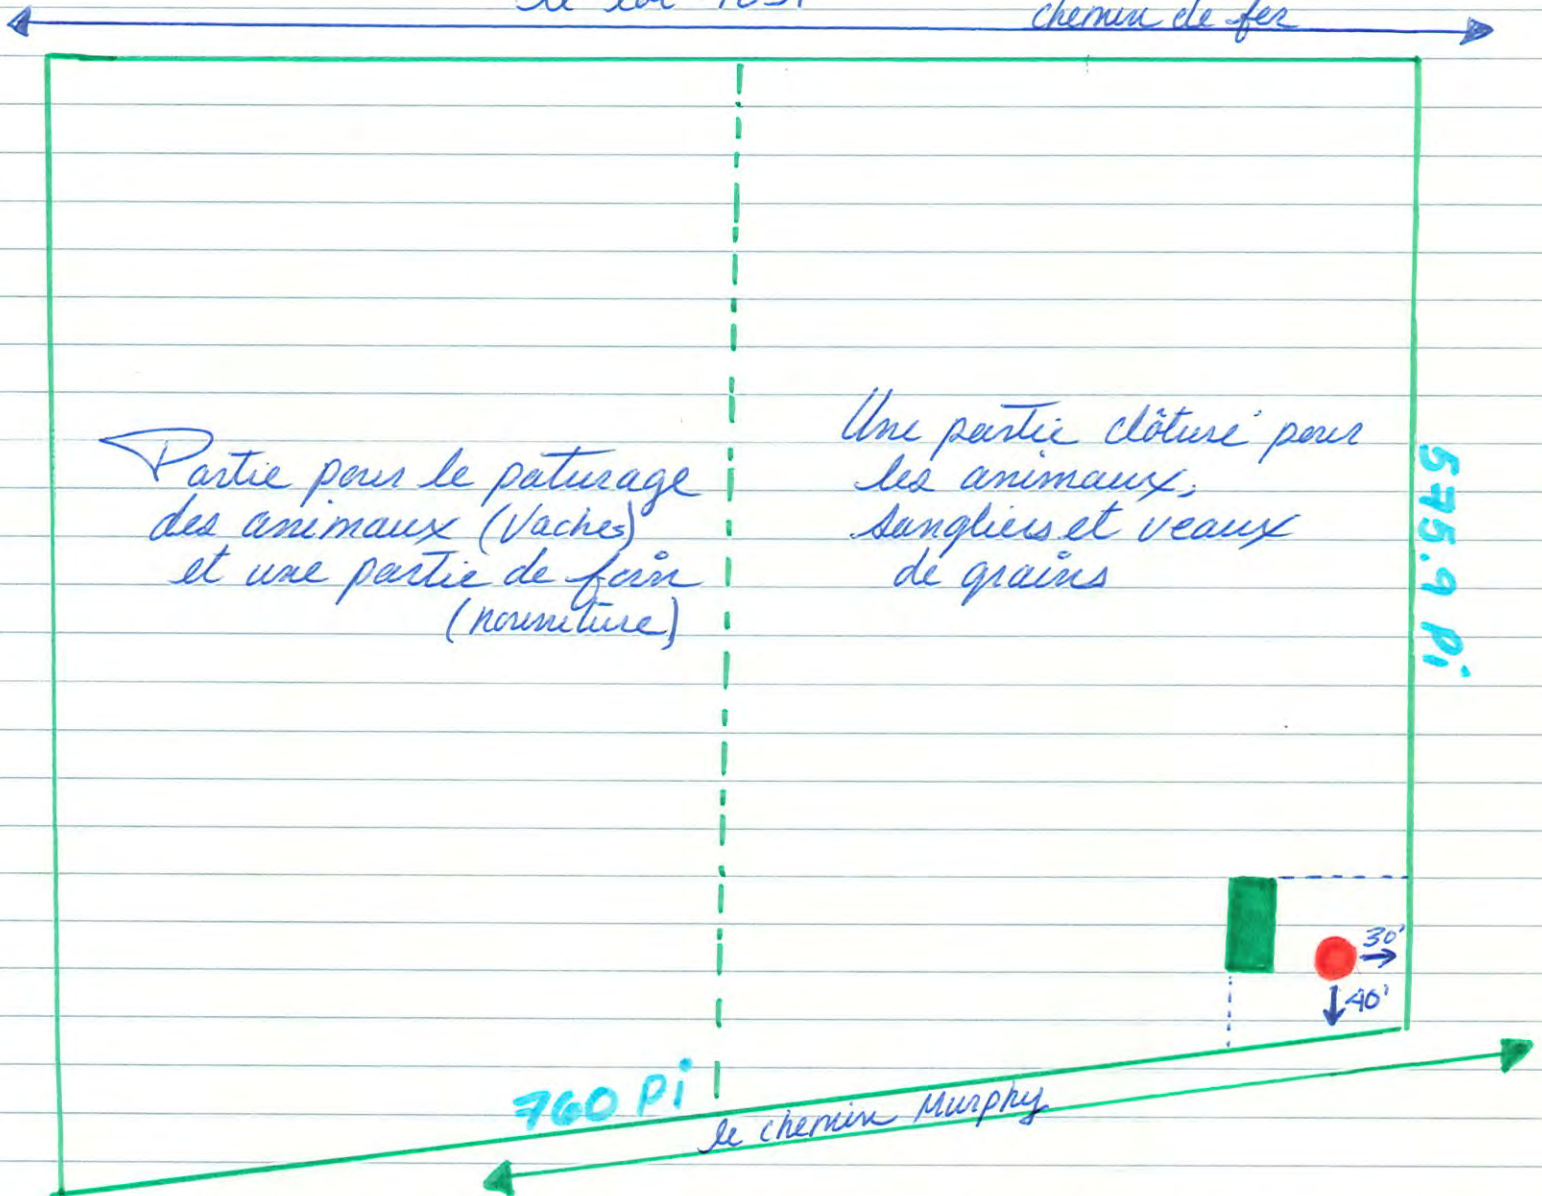 chemin de fer
Partie pour le paturage
des animaux (Vaches)
et une partie de foin
(nourriture)
Une partie clôturé pour
les animaux,
sangliers et veaux
de grains
575.9 Pi
30'
40'
760 Pi
le chemin Murphy